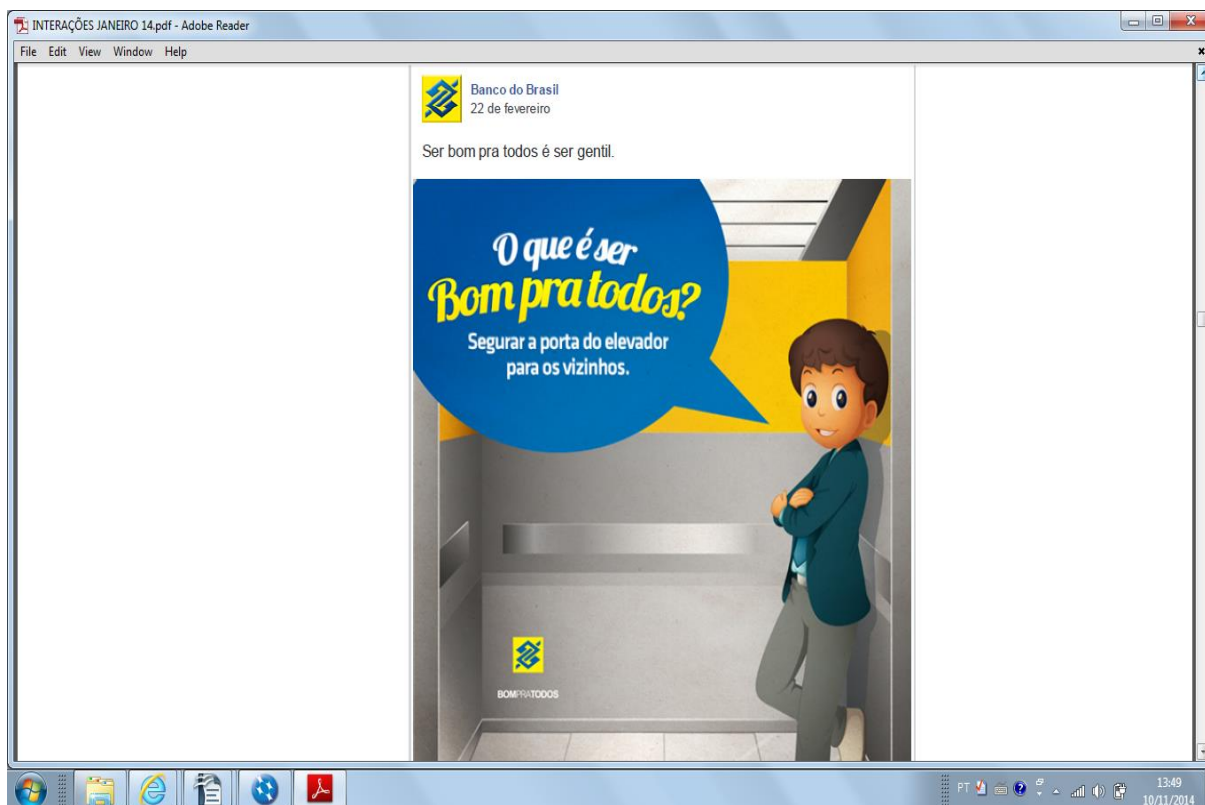 INTERAÇÕES JANEIRO 14.pdf - Adobe Reader
File Edit View Window Help
Banco do Brasil
22 de fevereiro
Ser bom pra todos é ser gentil.
O que é ser
Bom pra todos?
Segurar a porta do elevador
para os vizinhos.
BOMPRATODOS
PT
13:49
10/11/2014